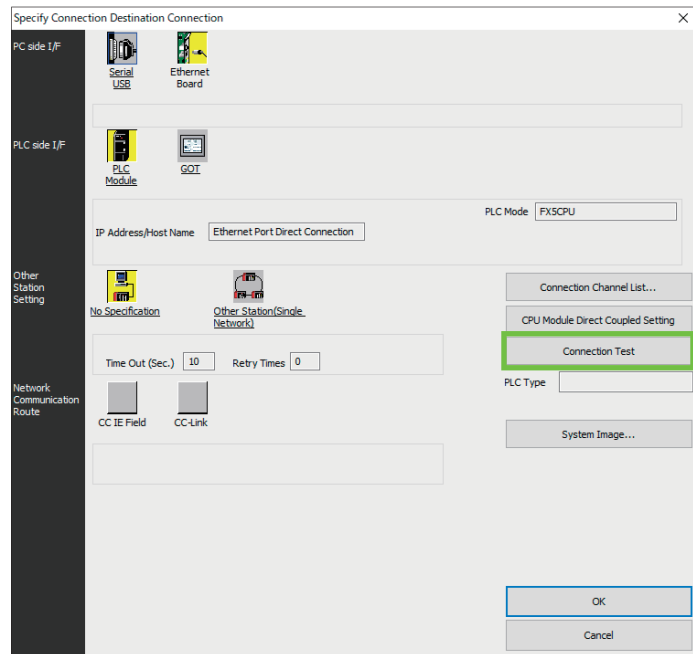 Specify Connection Destination Connection
PC side I/F
Serial
USB
Ethernet
Board
PLC side I/F
PLC
Module
GOT
PLC Mode FX5CPU
IP Address/Host Name Ethernet Port Direct Connection
Other
Station
Setting
No Specification
Other Station(Single
Network)
Connection Channel List...
CPU Module Direct Coupled Setting
Time Out (Sec.) 10 Retry Times 0
Connection Test
PLC Type
Network
Communication
Route
CC IE Field
CC-Link
System Image...
OK
Cancel